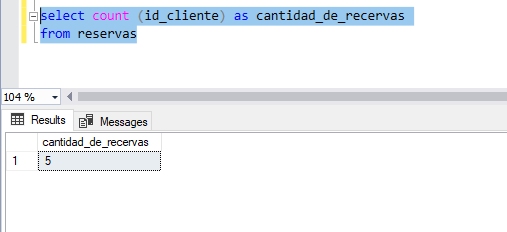 select count (id_cliente) as cantidad_de_recervas
from reservas
104 %
Results Messages
cantidad_de_recervas
1 5